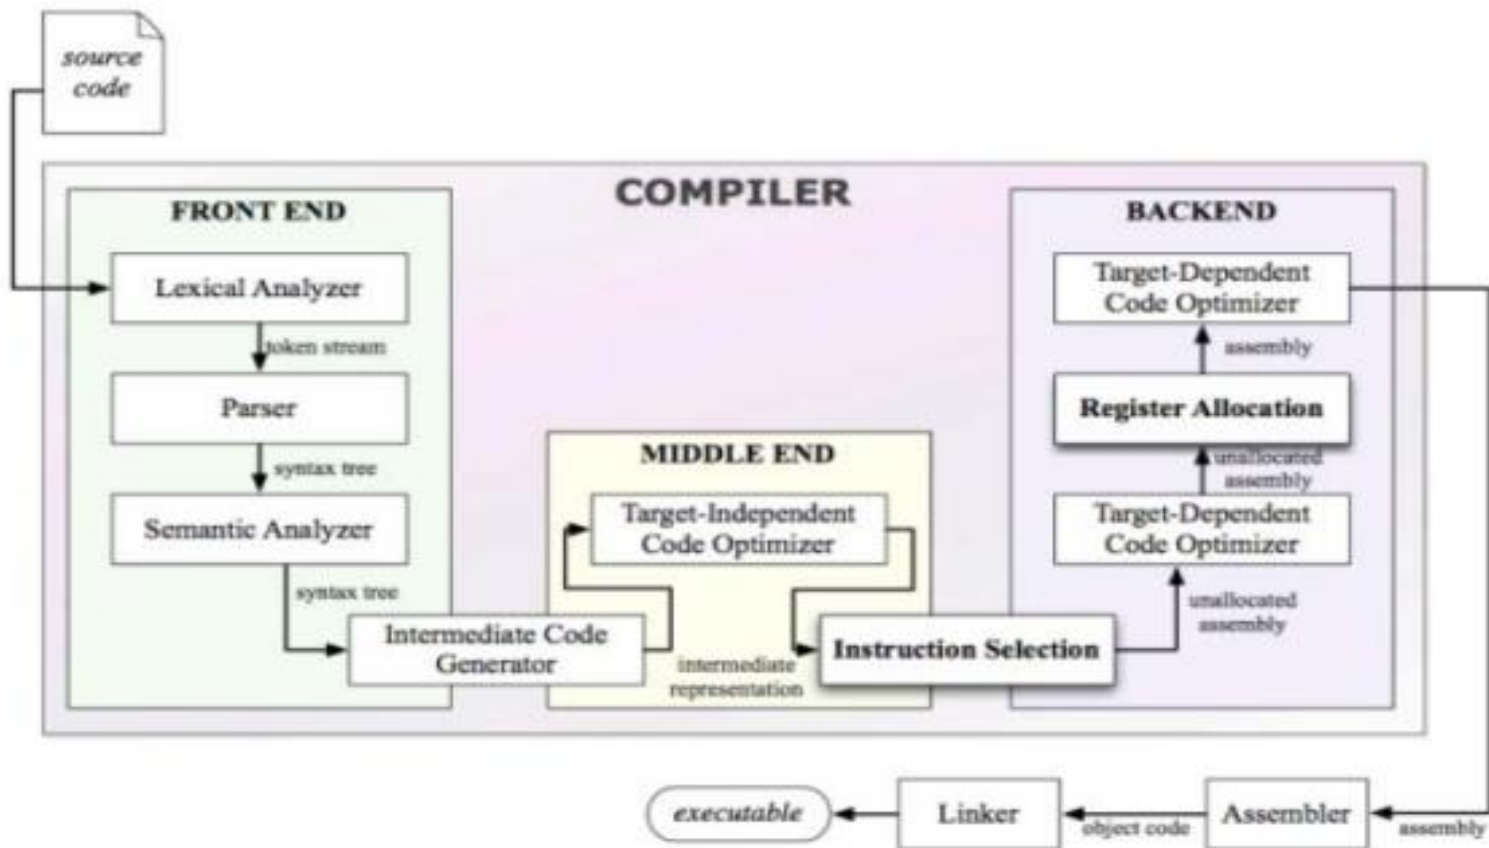 source
code
COMPILER
FRONT END
Lexical Analyzer
token stream
Parser
syntax tree
Semantic Analyzer
syntax tree
Intermediate Code
Generator
MIDDLE END
Target-Independent
Code Optimizer
intermediate
representation
Instruction Selection
BACKEND
Target-Dependent
Code Optimizer
assembly
Register Allocation
unallocated
assembly
Target-Dependent
Code Optimizer
unallocated
assembly
executable
Linker
object code
Assembler
assembly